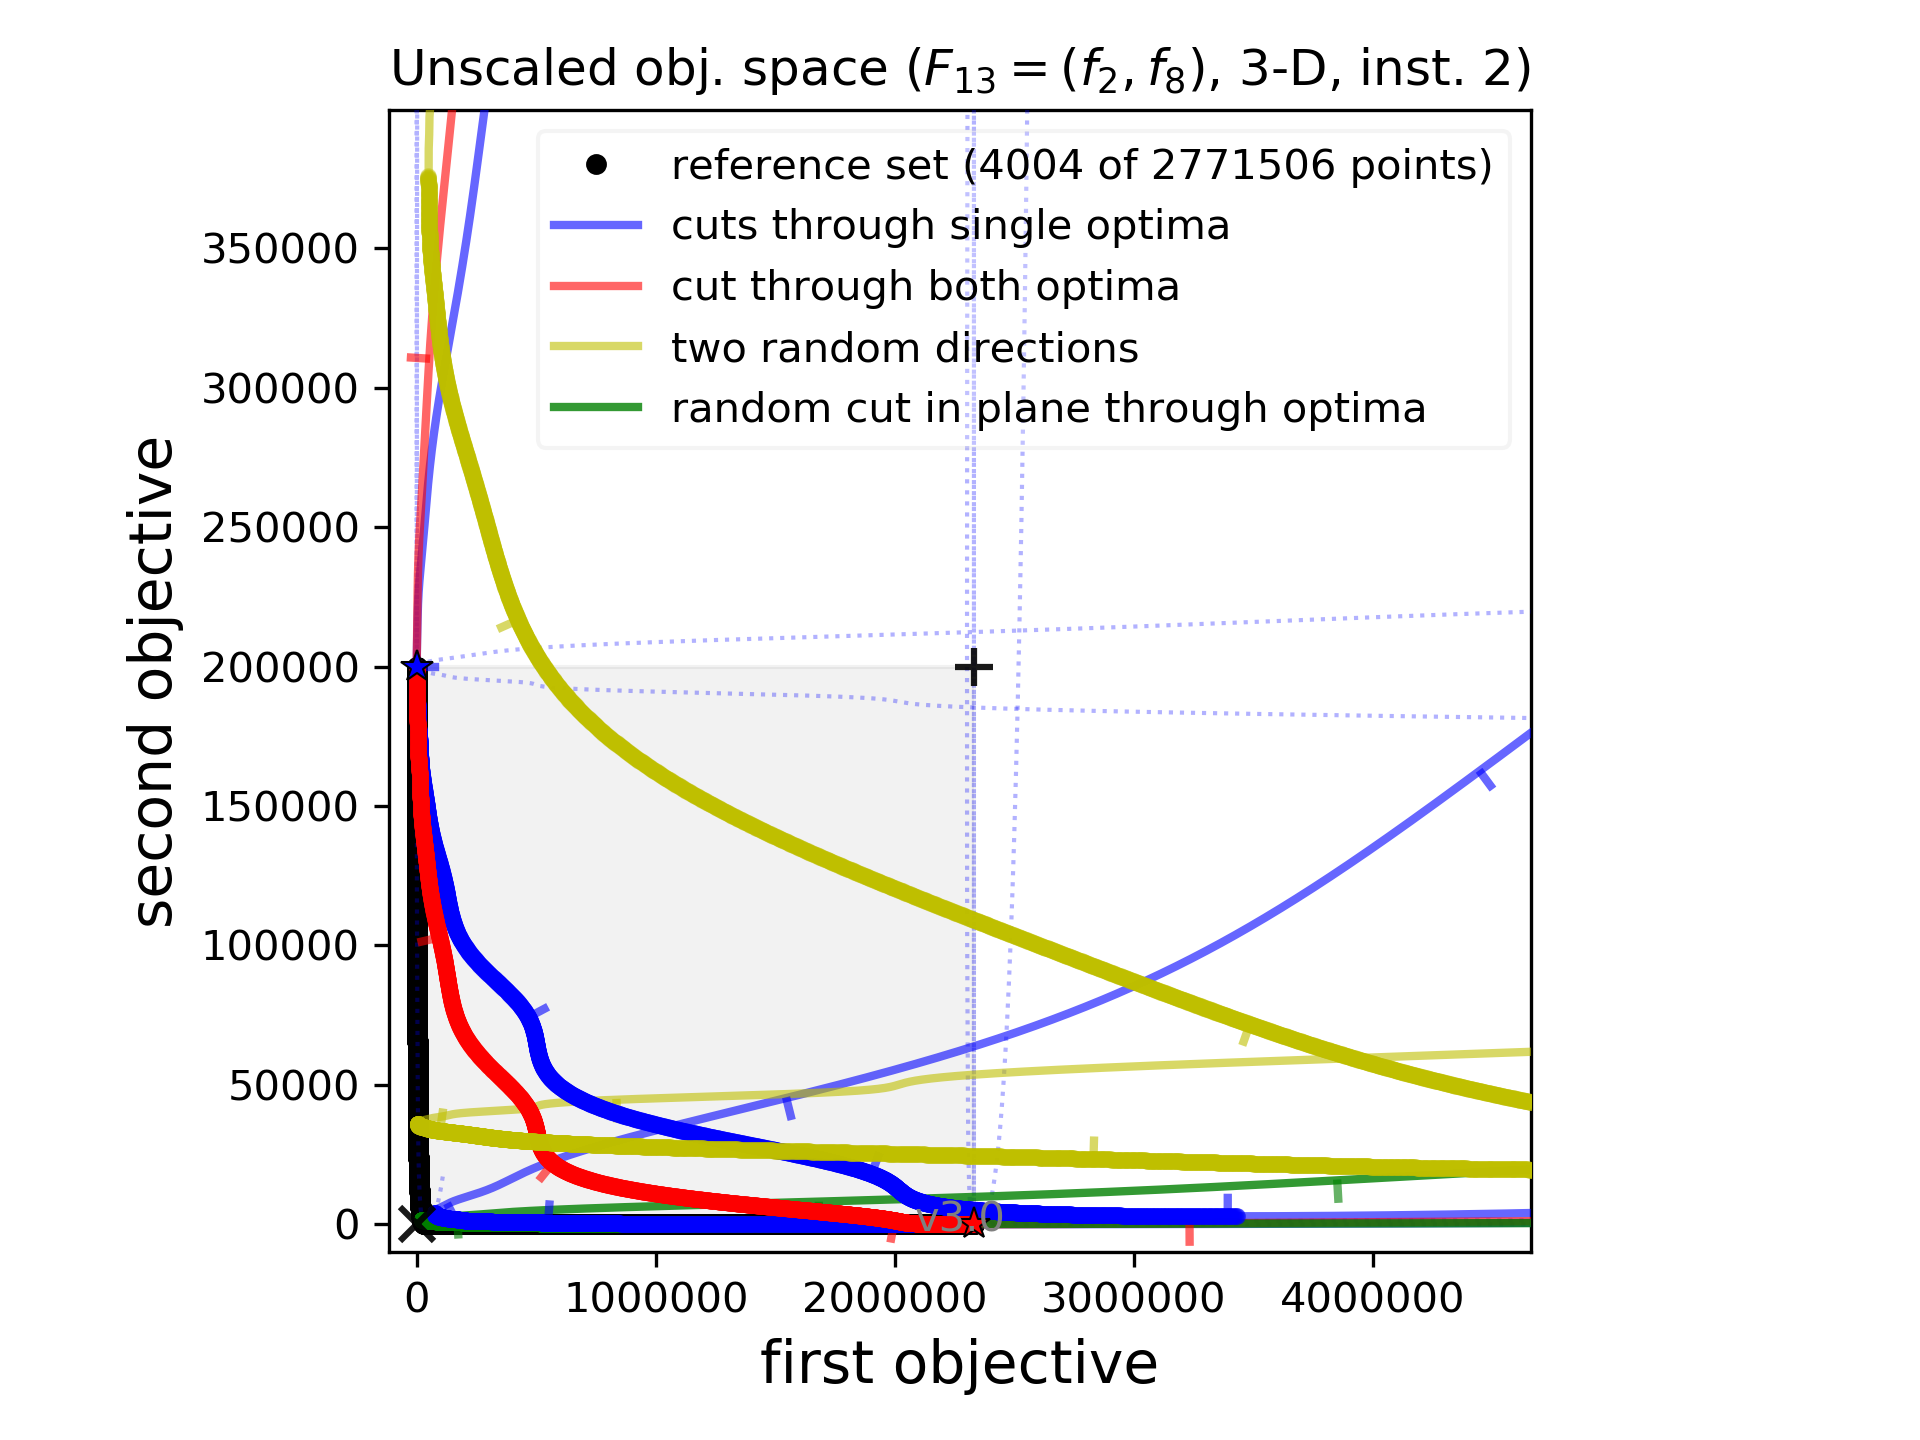 Unscaled obj. space (F₁₃ = (f₂, f₈), 3-D, inst. 2)
reference set (4004 of 2771506 points)
cuts through single optima
cut through both optima
two random directions
random cut in plane through optima
second objective
350000
300000
250000
200000
150000
100000
50000
0
v3.0
0 1000000 2000000 3000000 4000000
first objective